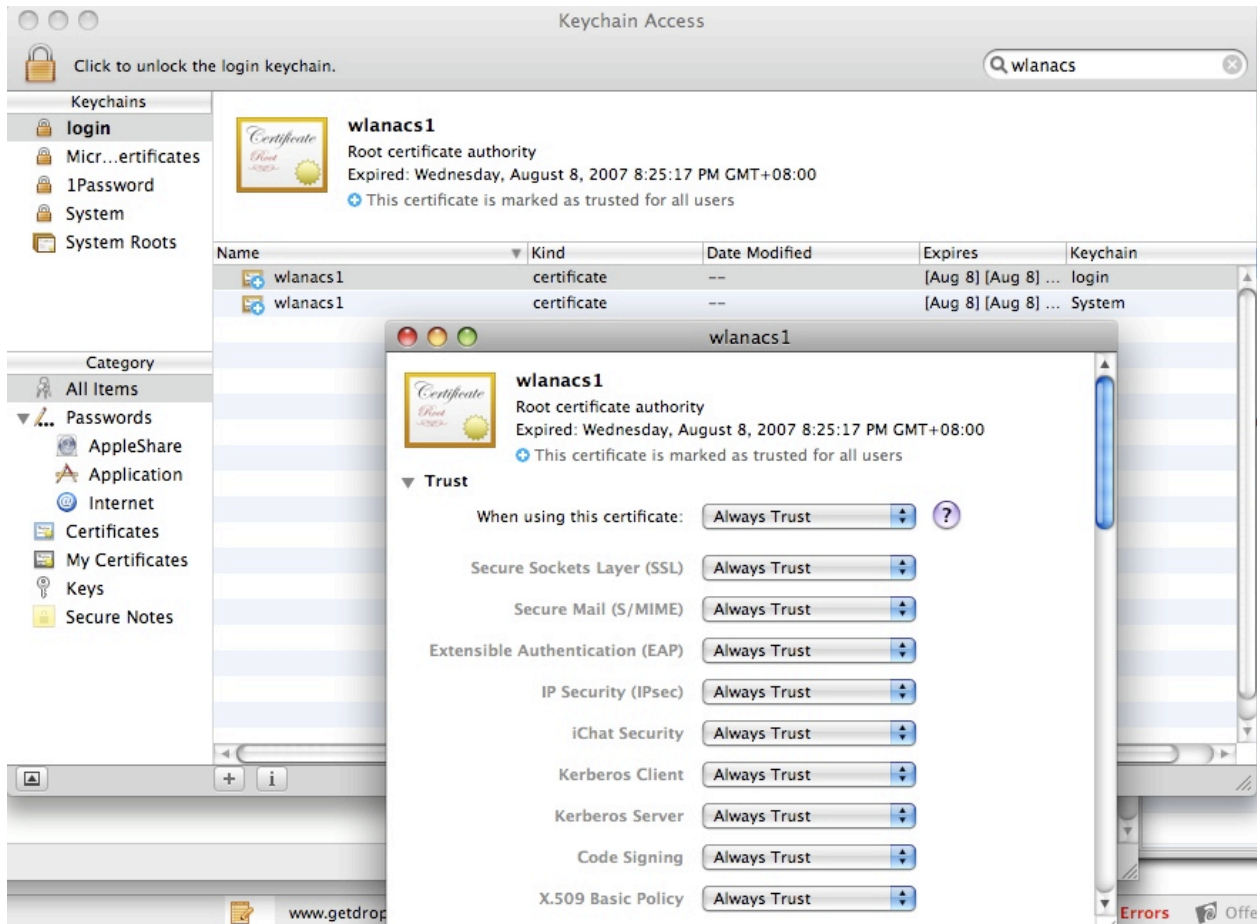 Keychain Access
Click to unlock the login keychain.
wlanacs
Keychains
login
Micr...ertificates
1Password
System
System Roots
Certificate
Root
wlanacs1
Root certificate authority
Expired: Wednesday, August 8, 2007 8:25:17 PM GMT+08:00
This certificate is marked as trusted for all users
Name Kind Date Modified Expires Keychain
wlanacs1 certificate -- [Aug 8] [Aug 8] ... login
wlanacs1 certificate -- [Aug 8] [Aug 8] ... System
Category
All Items
Passwords
AppleShare
Application
Internet
Certificates
My Certificates
Keys
Secure Notes
wlanacs1
Certificate
Root
wlanacs1
Root certificate authority
Expired: Wednesday, August 8, 2007 8:25:17 PM GMT+08:00
This certificate is marked as trusted for all users
Trust
When using this certificate: Always Trust ?
Secure Sockets Layer (SSL) Always Trust
Secure Mail (S/MIME) Always Trust
Extensible Authentication (EAP) Always Trust
IP Security (IPsec) Always Trust
iChat Security Always Trust
Kerberos Client Always Trust
Kerberos Server Always Trust
Code Signing Always Trust
X.509 Basic Policy Always Trust
www.getdrop
Errors Offe